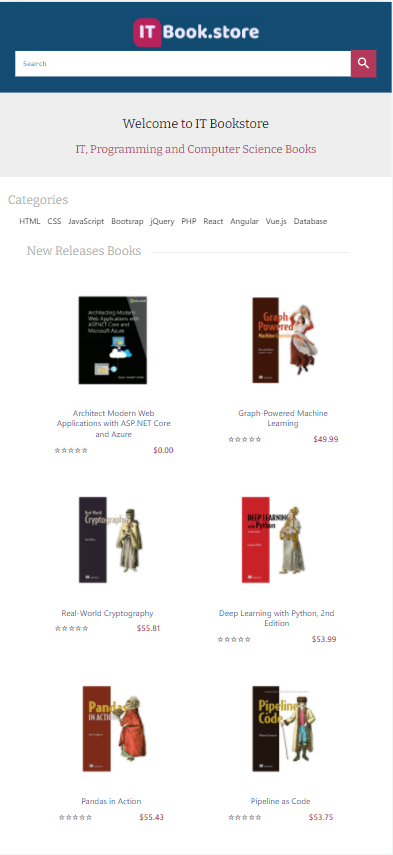 IT Book.store
Search
Welcome to IT Bookstore
IT, Programming and Computer Science Books
Categories
HTML CSS JavaScript Bootsrap jQuery PHP React Angular Vue.js Database
New Releases Books
Architecting Modern
Web Applications with
ASP.NET Core and
Microsoft Azure
Graph
Powered
Machine Learning
Architect Modern Web
Applications with ASP.NET Core
and Azure
☆☆☆☆☆ $0.00
Graph-Powered Machine
Learning
☆☆☆☆☆ $49.99
Real-World
Cryptography
DEEP LEARNING
with Python
Real-World Cryptography
☆☆☆☆☆ $55.81
Deep Learning with Python, 2nd
Edition
☆☆☆☆☆ $53.99
Pandas
IN ACTION
Pipeline
as
Code
Pandas in Action
☆☆☆☆☆ $55.43
Pipeline as Code
☆☆☆☆☆ $53.75